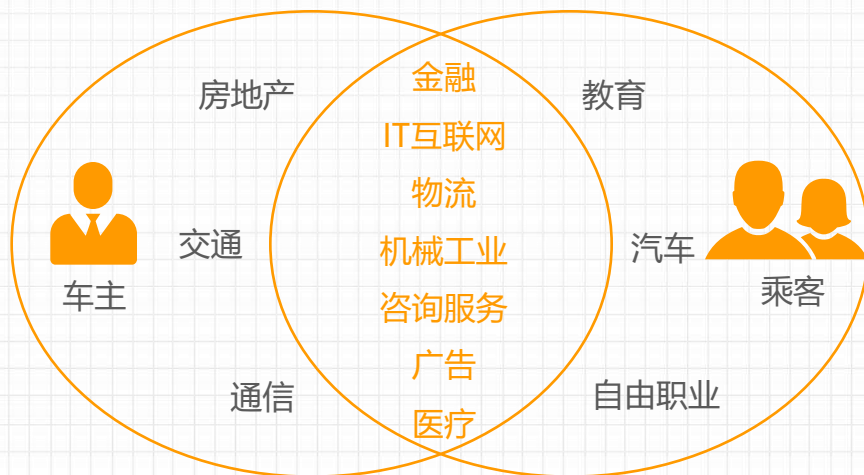 房地产
交通
通信
车主
金融
IT互联网
物流
机械工业
咨询服务
广告
医疗
教育
汽车
自由职业
乘客